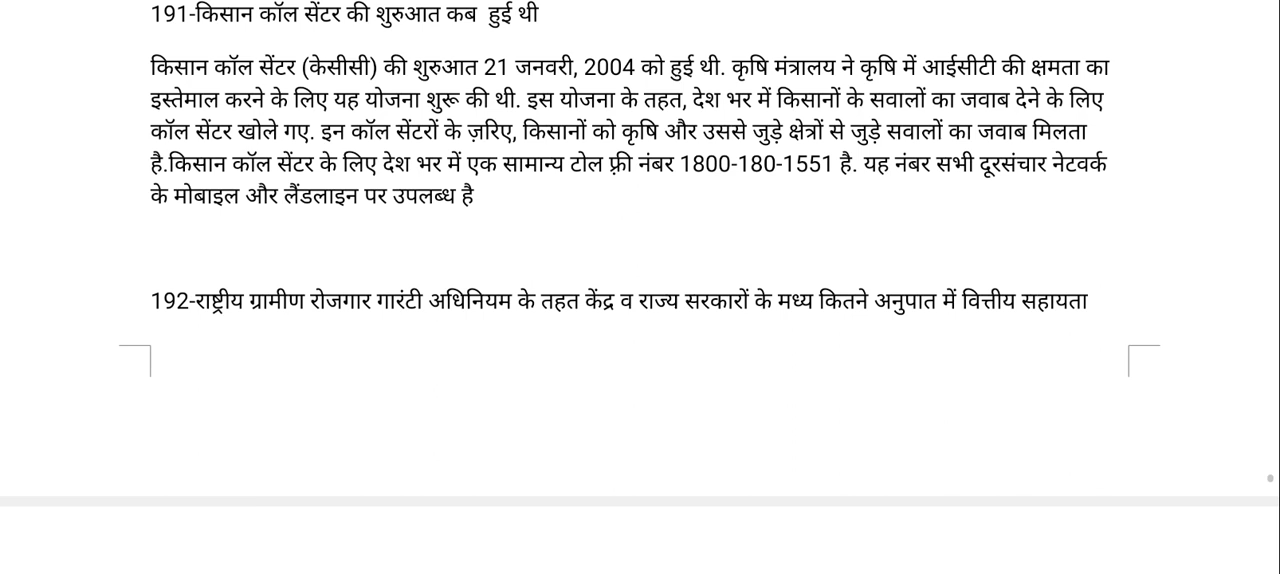 191-किसान कॉल सेंटर की शुरुआत कब  हुई थी
किसान कॉल सेंटर (केसीसी) की शुरुआत 21 जनवरी, 2004 को हुई थी. कृषि मंत्रालय ने कृषि में आईसीटी की क्षमता का
इस्तेमाल करने के लिए यह योजना शुरू की थी. इस योजना के तहत, देश भर में किसानों के सवालों का जवाब देने के लिए
कॉल सेंटर खोले गए. इन कॉल सेंटरों के ज़रिए, किसानों को कृषि और उससे जुड़े क्षेत्रों से जुड़े सवालों का जवाब मिलता
है.किसान कॉल सेंटर के लिए देश भर में एक सामान्य टोल फ़्री नंबर 1800-180-1551 है. यह नंबर सभी दूरसंचार नेटवर्क
के मोबाइल और लैंडलाइन पर उपलब्ध है
192-राष्ट्रीय ग्रामीण रोजगार गारंटी अधिनियम के तहत केंद्र व राज्य सरकारों के मध्य कितने अनुपात में वित्तीय सहायता